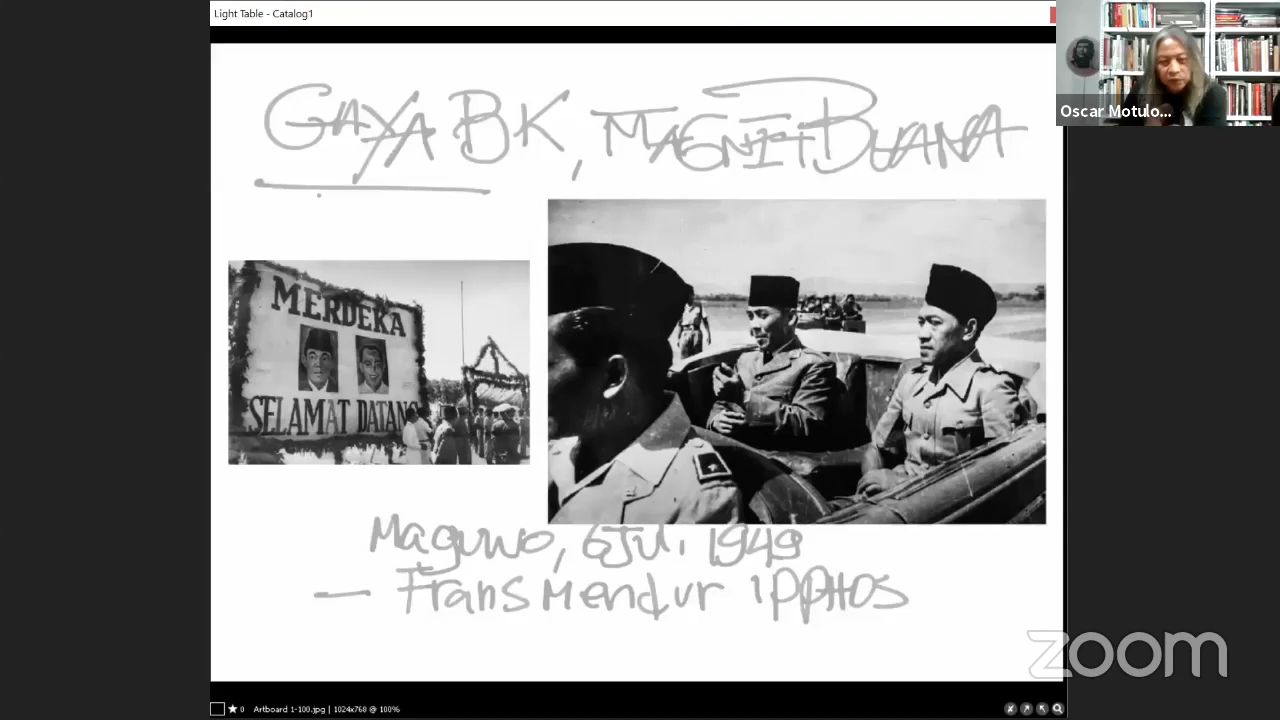 Light Table - Catalog1
Oscar Motulo...
GAYA BK, MAGNIT BUANA
MERDEKA
SELAMAT DATANG
Maguwo, 6 Jul. 1949
— Frans Mendur IPPHOS
zoom
0 Artboard 1-100.jpg | 1024x768 @ 100%